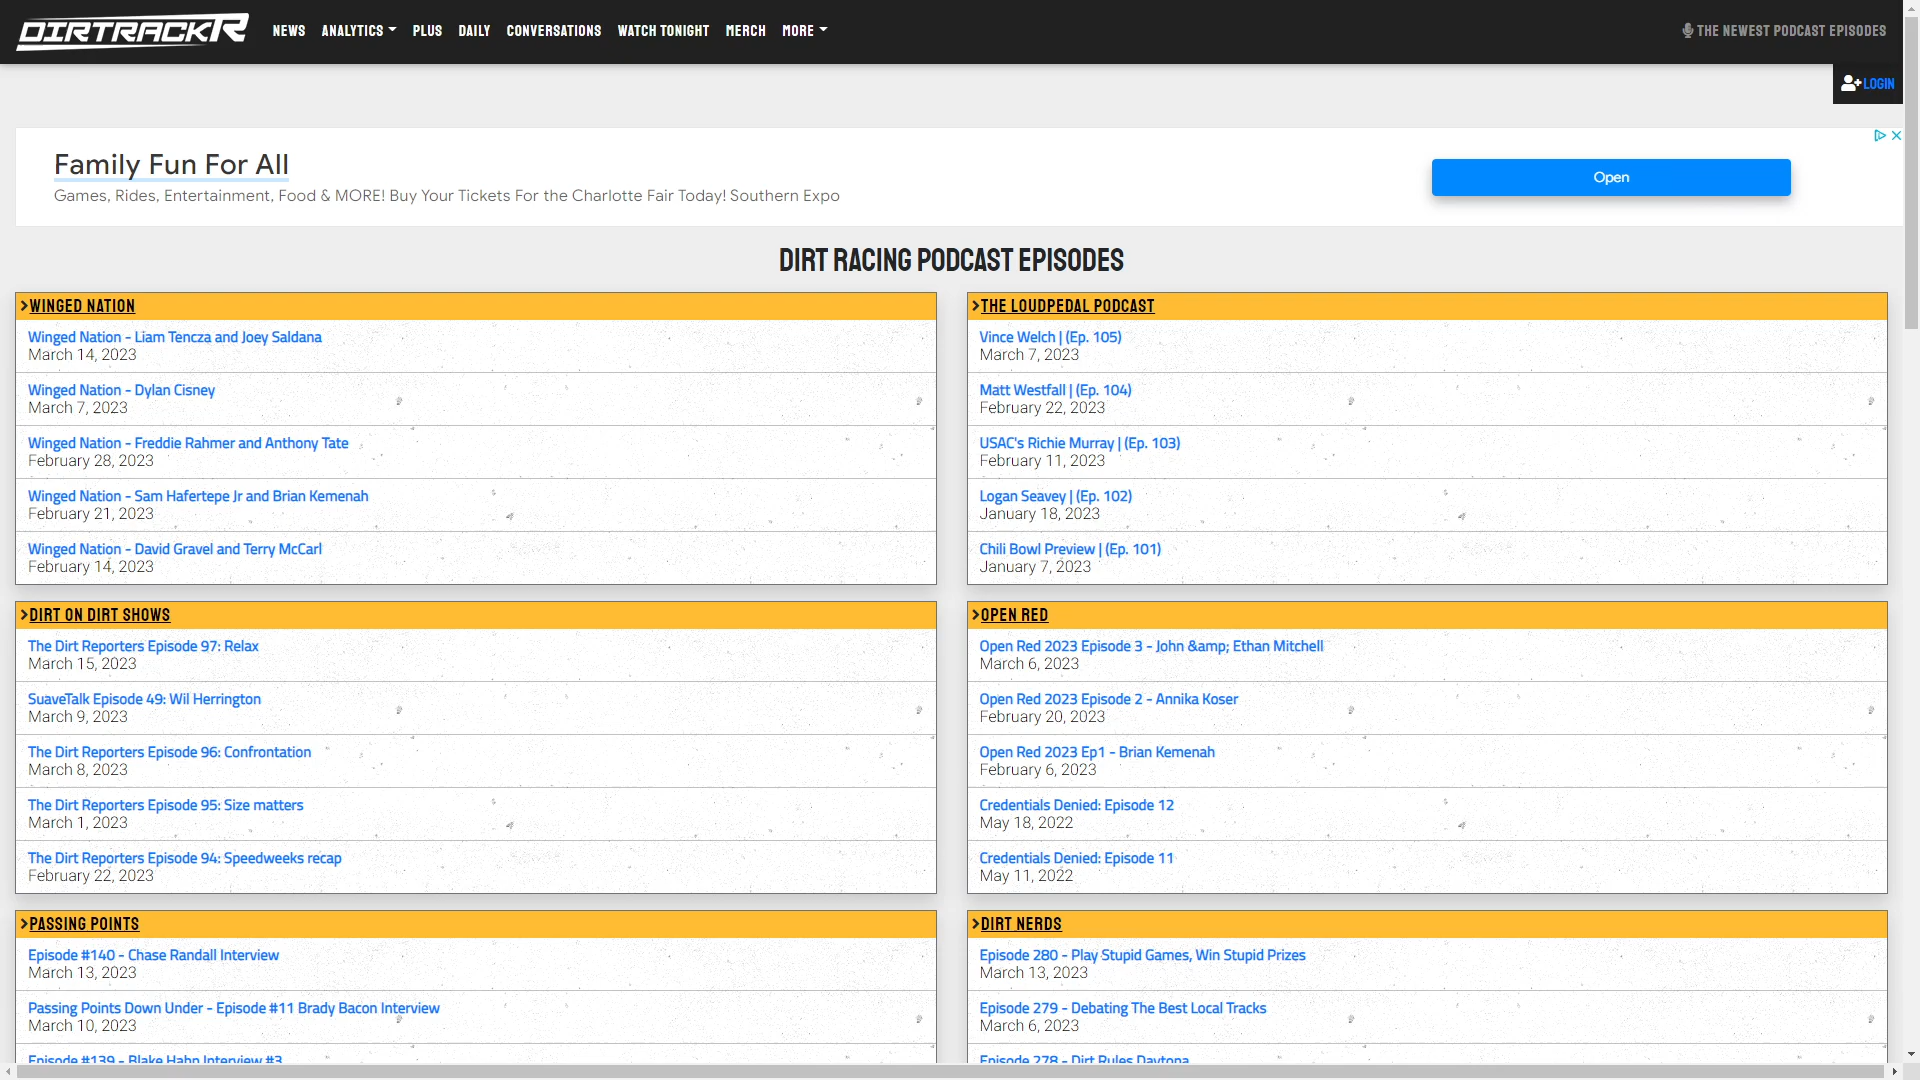 DIRTRACKR
NEWS ANALYTICS PLUS DAILY CONVERSATIONS WATCH TONIGHT MERCH MORE THE NEWEST PODCAST EPISODES
LOGIN
Family Fun For All
Games, Rides, Entertainment, Food & MORE! Buy Your Tickets For the Charlotte Fair Today! Southern Expo
Open
DIRT RACING PODCAST EPISODES
>WINGED NATION
Winged Nation - Liam Tencza and Joey Saldana
March 14, 2023
Winged Nation - Dylan Cisney
March 7, 2023
Winged Nation - Freddie Rahmer and Anthony Tate
February 28, 2023
Winged Nation - Sam Hafertepe Jr and Brian Kemenah
February 21, 2023
Winged Nation - David Gravel and Terry McCarl
February 14, 2023
>THE LOUDPEDAL PODCAST
Vince Welch | (Ep. 105)
March 7, 2023
Matt Westfall | (Ep. 104)
February 22, 2023
USAC's Richie Murray | (Ep. 103)
February 11, 2023
Logan Seavey | (Ep. 102)
January 18, 2023
Chili Bowl Preview | (Ep. 101)
January 7, 2023
>DIRT ON DIRT SHOWS
The Dirt Reporters Episode 97: Relax
March 15, 2023
SuaveTalk Episode 49: Wil Herrington
March 9, 2023
The Dirt Reporters Episode 96: Confrontation
March 8, 2023
The Dirt Reporters Episode 95: Size matters
March 1, 2023
The Dirt Reporters Episode 94: Speedweeks recap
February 22, 2023
>OPEN RED
Open Red 2023 Episode 3 - John &amp; Ethan Mitchell
March 6, 2023
Open Red 2023 Episode 2 - Annika Koser
February 20, 2023
Open Red 2023 Ep1 - Brian Kemenah
February 6, 2023
Credentials Denied: Episode 12
May 18, 2022
Credentials Denied: Episode 11
May 11, 2022
>PASSING POINTS
Episode #140 - Chase Randall Interview
March 13, 2023
Passing Points Down Under - Episode #11 Brady Bacon Interview
March 10, 2023
Episode #139 - Blake Hahn Interview #3
>DIRT NERDS
Episode 280 - Play Stupid Games, Win Stupid Prizes
March 13, 2023
Episode 279 - Debating The Best Local Tracks
March 6, 2023
Episode 278 - Dirt Rules Daytona